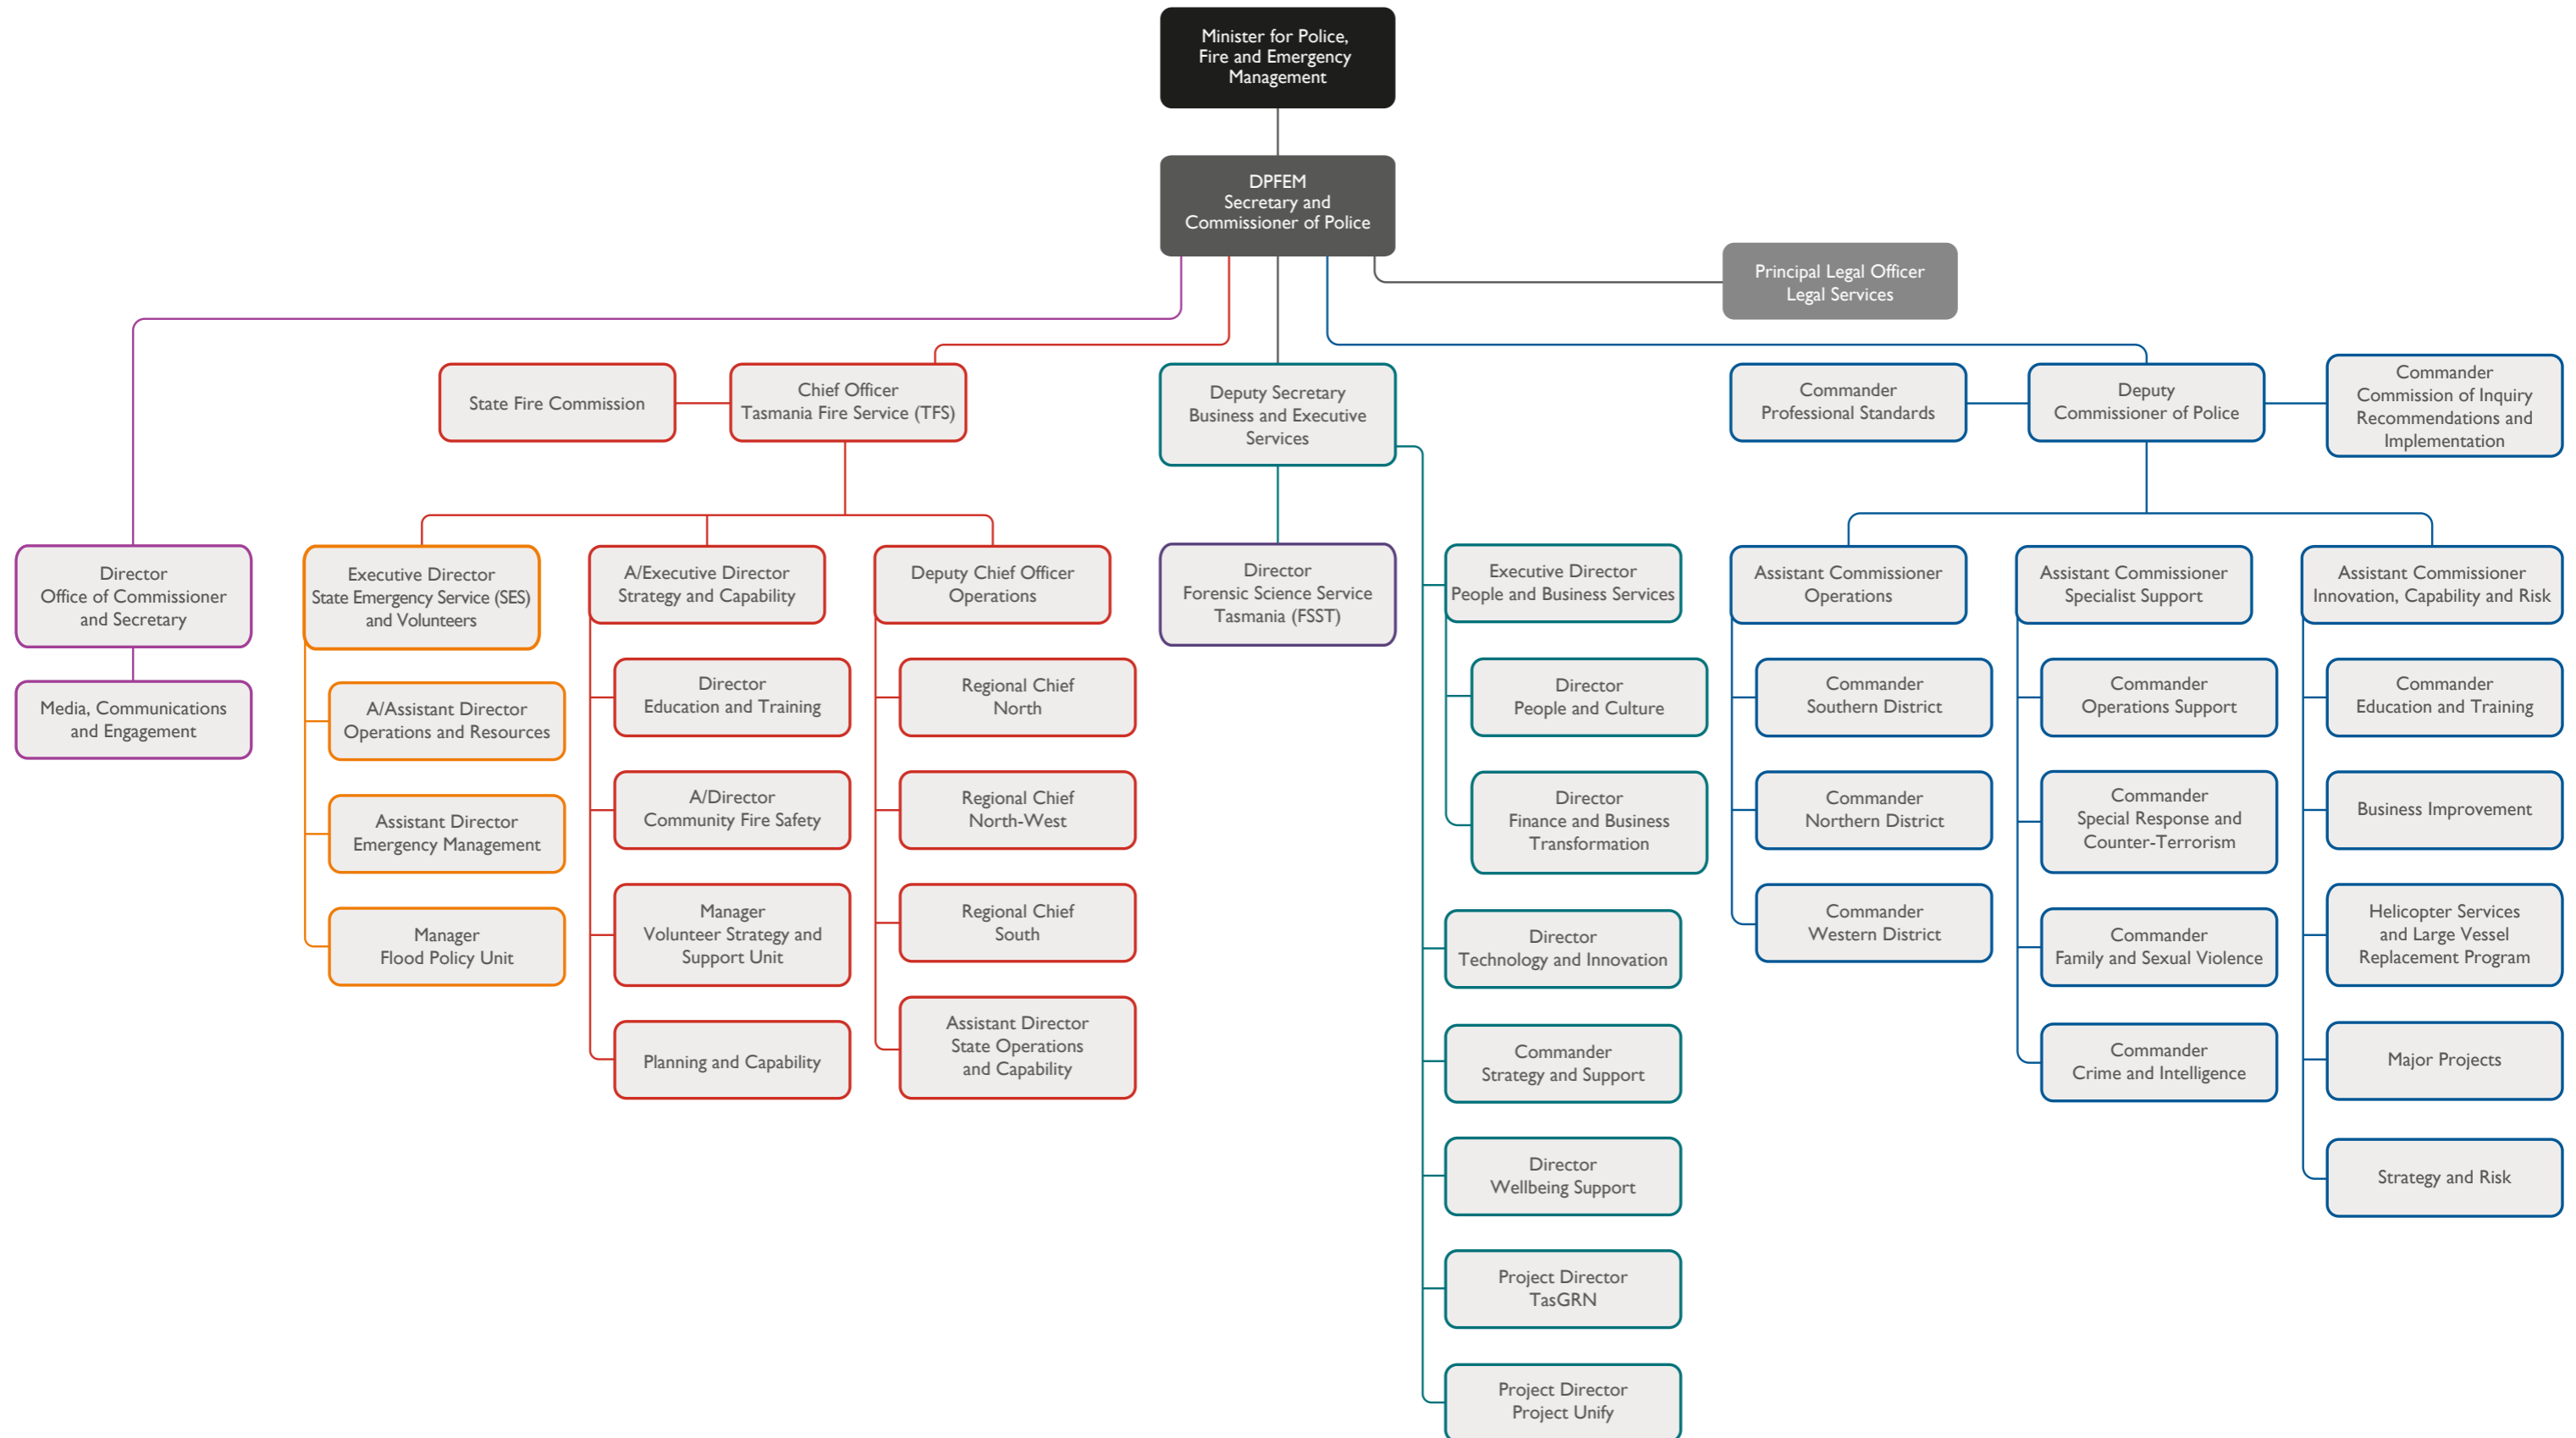 Minister for Police,
Fire and Emergency
Management
DPFEM
Secretary and
Commissioner of Police
Principal Legal Officer
Legal Services
State Fire Commission
Chief Officer
Tasmania Fire Service (TFS)
Deputy Secretary
Business and Executive
Services
Commander
Professional Standards
Deputy
Commissioner of Police
Commander
Commission of Inquiry
Recommendations and
Implementation
Director
Office of Commissioner
and Secretary
Media, Communications
and Engagement
Executive Director
State Emergency Service (SES)
and Volunteers
A/Assistant Director
Operations and Resources
Assistant Director
Emergency Management
Manager
Flood Policy Unit
A/Executive Director
Strategy and Capability
Director
Education and Training
A/Director
Community Fire Safety
Manager
Volunteer Strategy and
Support Unit
Planning and Capability
Deputy Chief Officer
Operations
Regional Chief
North
Regional Chief
North-West
Regional Chief
South
Assistant Director
State Operations
and Capability
Director
Forensic Science Service
Tasmania (FSST)
Executive Director
People and Business Services
Director
People and Culture
Director
Finance and Business
Transformation
Director
Technology and Innovation
Commander
Strategy and Support
Director
Wellbeing Support
Project Director
TasGRN
Project Director
Project Unify
Assistant Commissioner
Operations
Commander
Southern District
Commander
Northern District
Commander
Western District
Assistant Commissioner
Specialist Support
Commander
Operations Support
Commander
Special Response and
Counter-Terrorism
Commander
Family and Sexual Violence
Commander
Crime and Intelligence
Assistant Commissioner
Innovation, Capability and Risk
Commander
Education and Training
Business Improvement
Helicopter Services
and Large Vessel
Replacement Program
Major Projects
Strategy and Risk